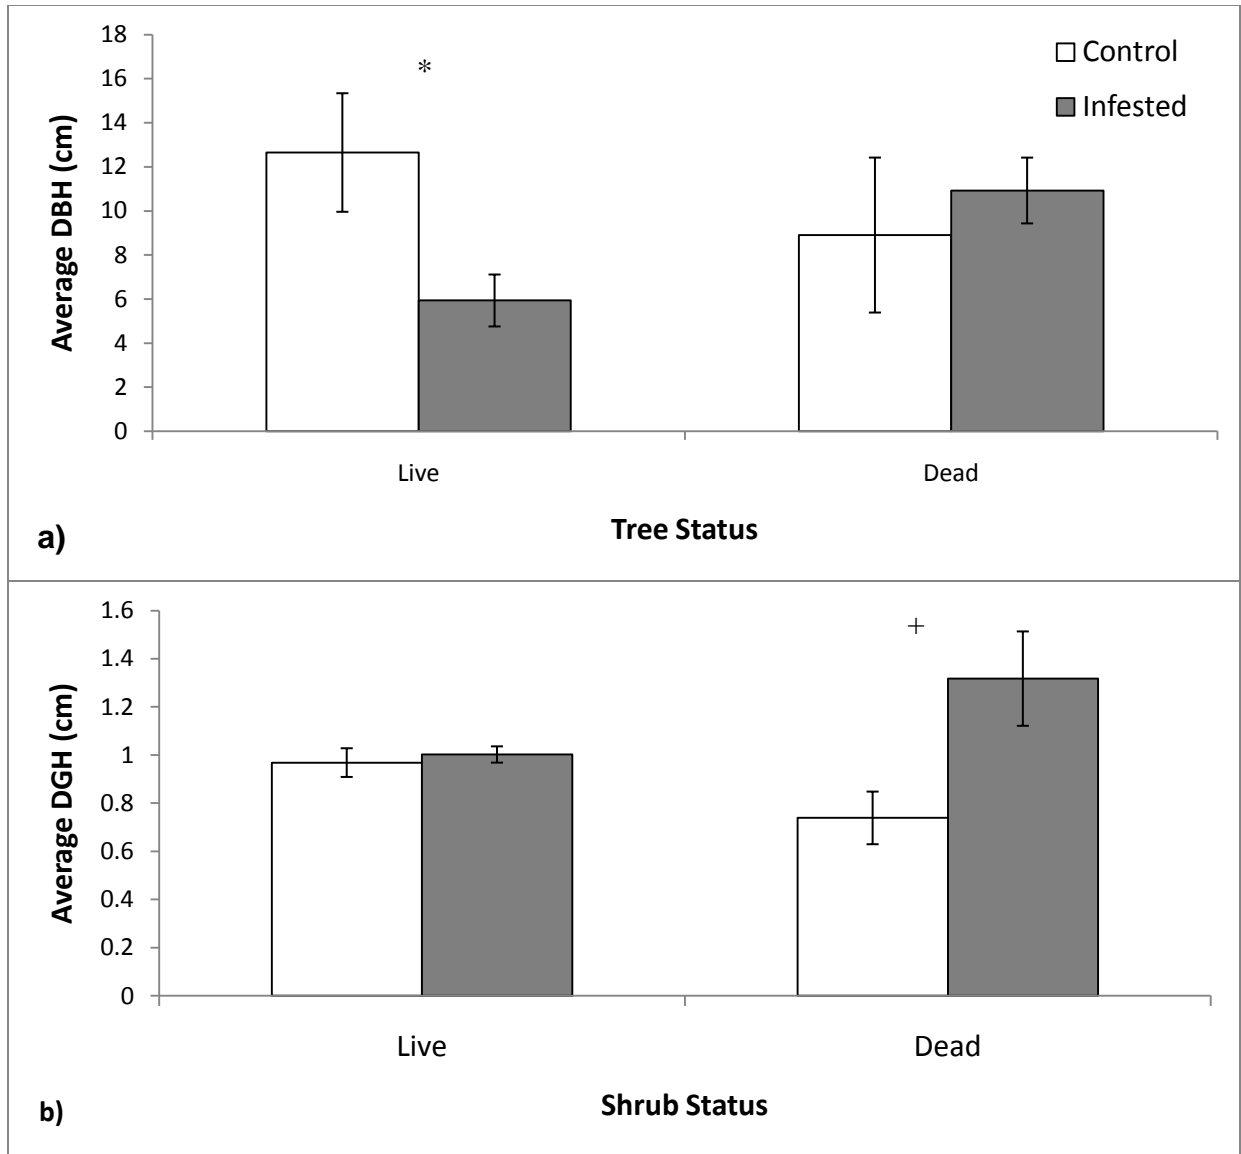 18
16
14
12
10
8
6
4
2
0
Average DBH (cm)
*
Control
Infested
Live Dead
Tree Status
a)
1.6
1.4
1.2
1
0.8
0.6
0.4
0.2
0
Average DGH (cm)
+
Live Dead
Shrub Status
b)